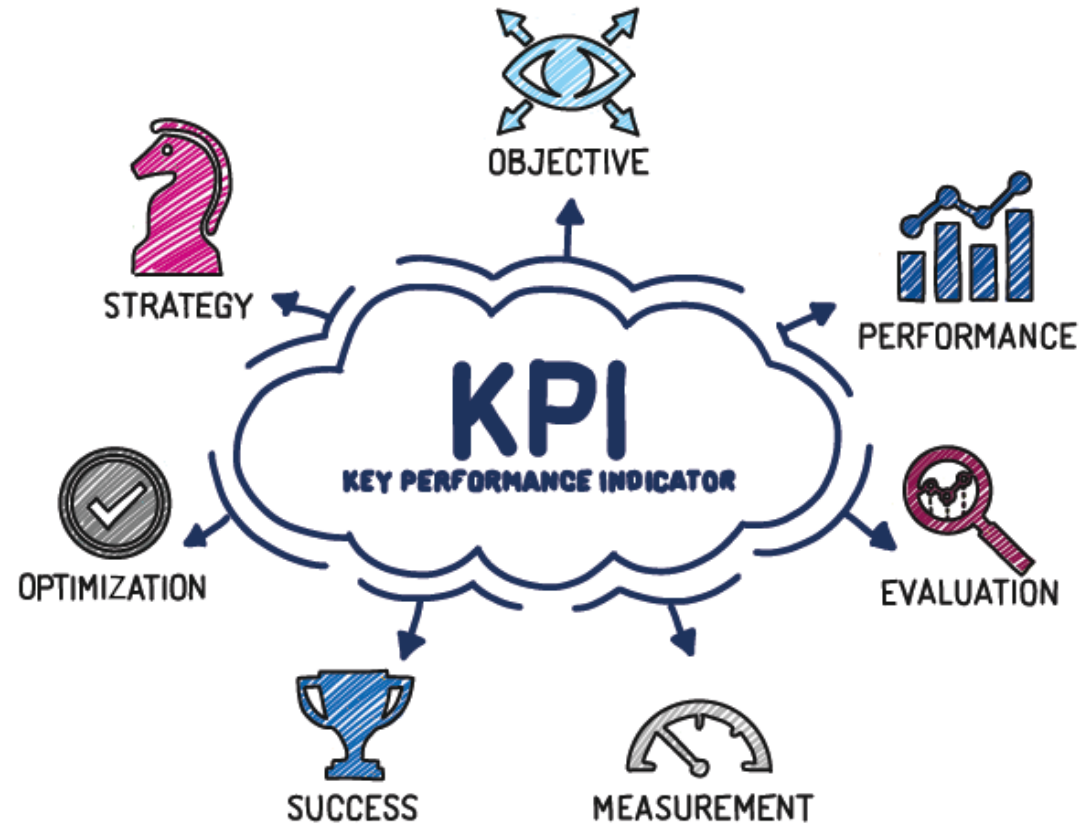 OBJECTIVE
STRATEGY
PERFORMANCE
KPI
KEY PERFORMANCE INDICATOR
OPTIMIZATION
EVALUATION
SUCCESS
MEASUREMENT